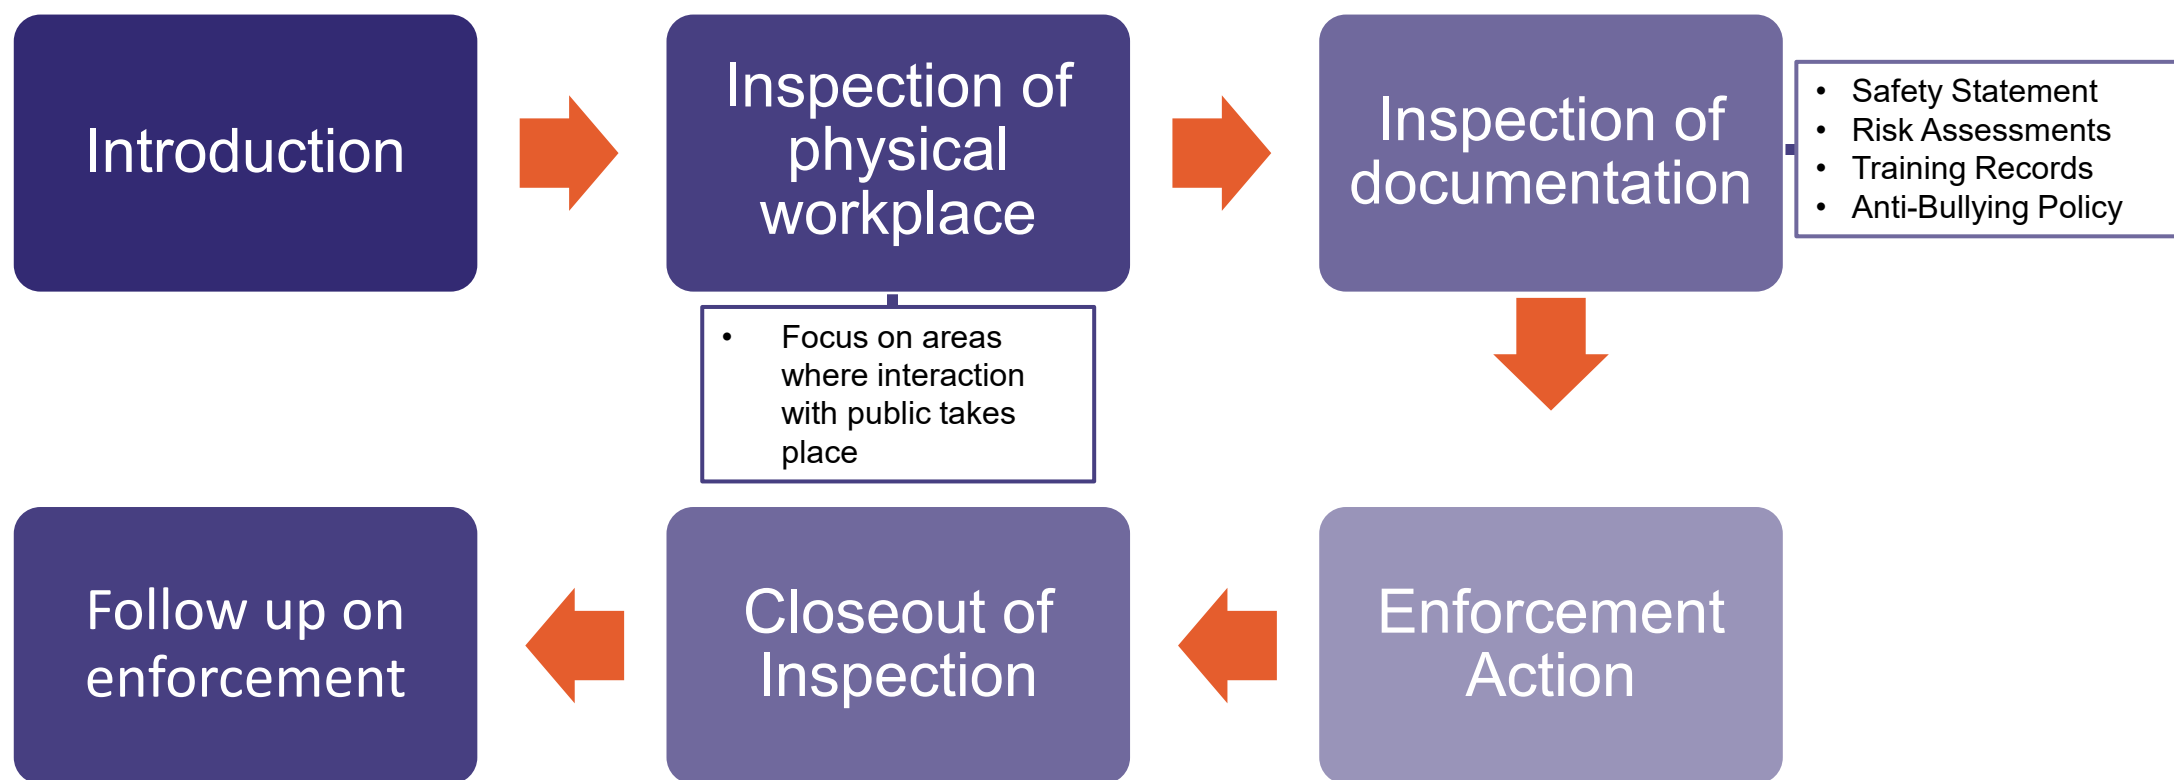 Introduction
Inspection of
physical
workplace
• Focus on areas
where interaction
with public takes
place
Inspection of
documentation
• Safety Statement
• Risk Assessments
• Training Records
• Anti-Bullying Policy
Enforcement
Action
Closeout of
Inspection
Follow up on
enforcement